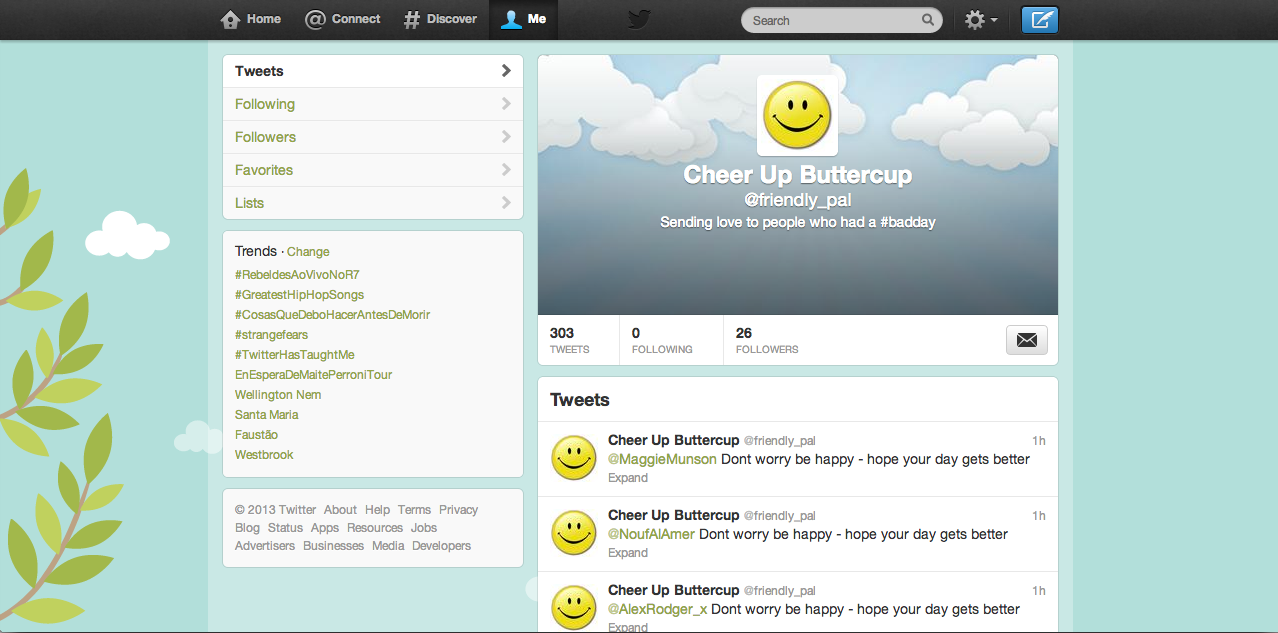 Home Connect Discover Me Search
Tweets
Following
Followers
Favorites
Lists
Trends · Change
#RebeldesAoVivoNoR7
#GreatestHipHopSongs
#CosasQueDeboHacerAntesDeMorir
#strangefears
#TwitterHasTaughtMe
EnEsperaDeMaitePerroniTour
Wellington Nem
Santa Maria
Faustão
Westbrook
© 2013 Twitter About Help Terms Privacy
Blog Status Apps Resources Jobs
Advertisers Businesses Media Developers
Cheer Up Buttercup
@friendly_pal
Sending love to people who had a #badday
303 0 26
TWEETS FOLLOWING FOLLOWERS
Tweets
Cheer Up Buttercup @friendly_pal 1h
@MaggieMunson Dont worry be happy - hope your day gets better
Expand
Cheer Up Buttercup @friendly_pal 1h
@NoufAlAmer Dont worry be happy - hope your day gets better
Expand
Cheer Up Buttercup @friendly_pal 1h
@AlexRodger_x Dont worry be happy - hope your day gets better
Expand